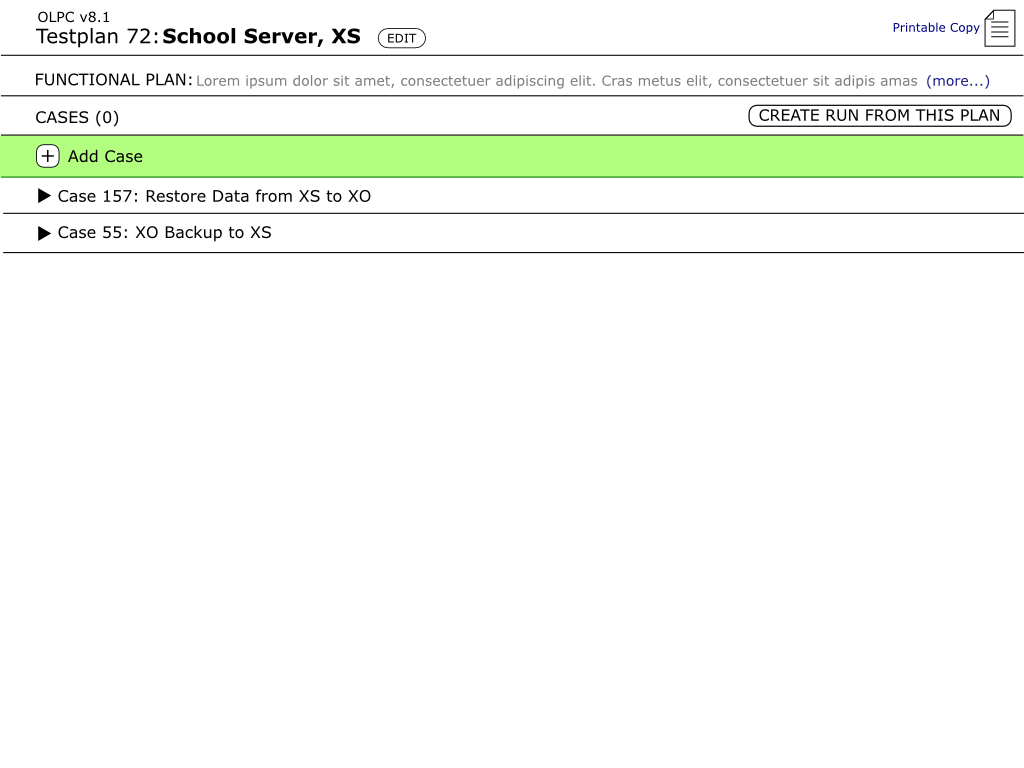 OLPC v8.1
Testplan 72: School Server, XS EDIT
Printable Copy
FUNCTIONAL PLAN: Lorem ipsum dolor sit amet, consectetuer adipiscing elit. Cras metus elit, consectetuer sit adipis amas (more...)
CASES (0) CREATE RUN FROM THIS PLAN
+ Add Case
Case 157: Restore Data from XS to XO
Case 55: XO Backup to XS